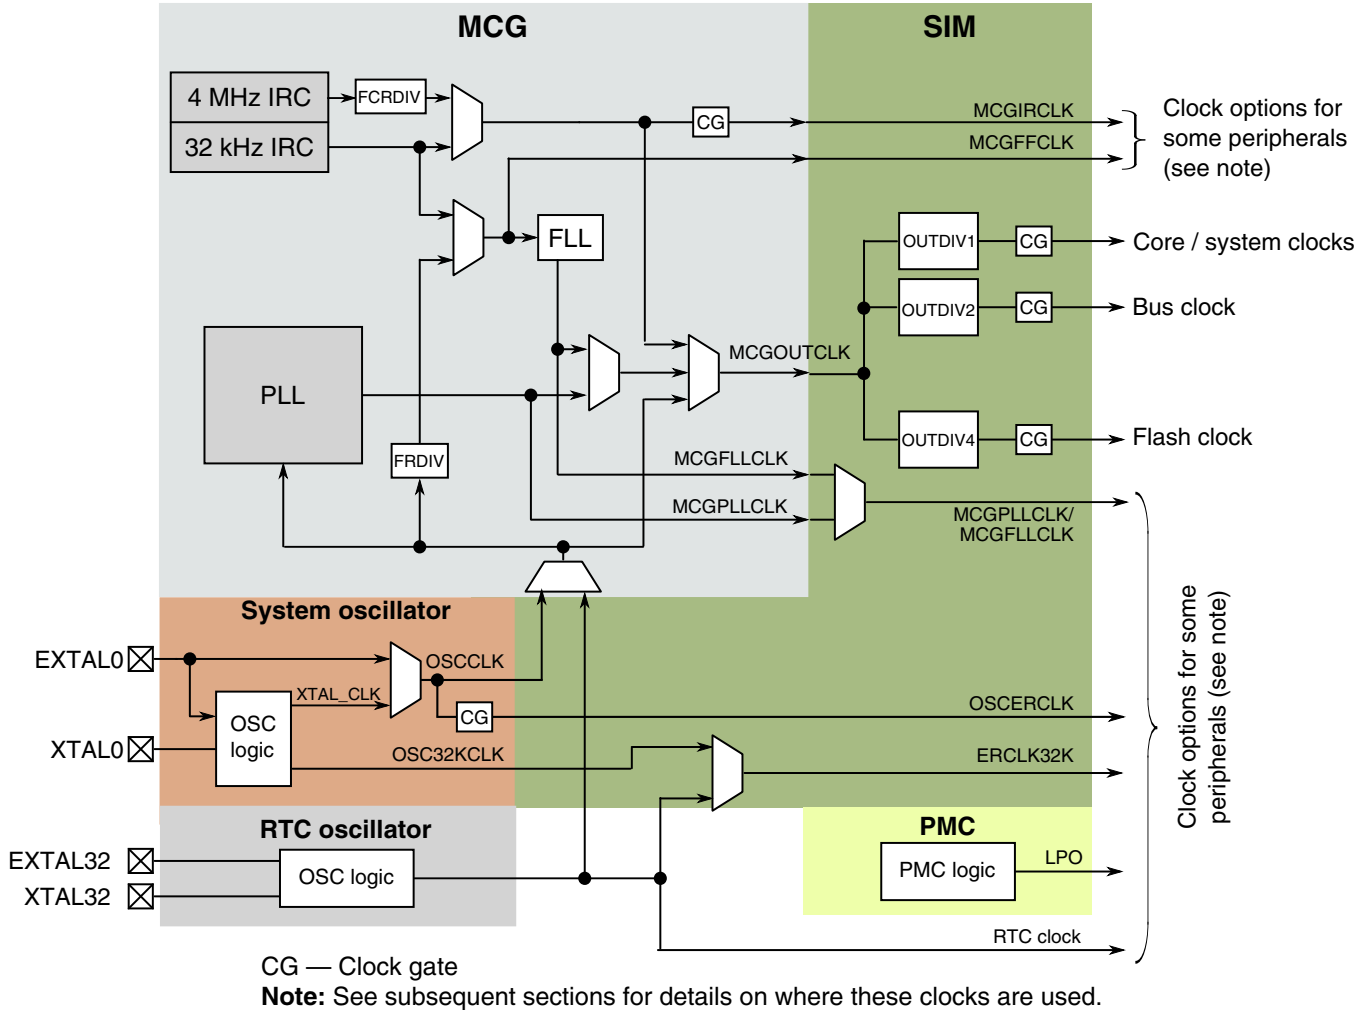 MCG
SIM
4 MHz IRC
FCRDIV
32 kHz IRC
CG
MCGIRCLK
MCGFFCLK
Clock options for
some peripherals
(see note)
FLL
OUTDIV1
CG
Core / system clocks
OUTDIV2
CG
Bus clock
MCGOUTCLK
PLL
OUTDIV4
CG
Flash clock
FRDIV
MCGFLLCLK
MCGPLLCLK
MCGPLLCLK/
MCGFLLCLK
System oscillator
EXTAL0
OSCCLK
XTAL_CLK
OSC
logic
CG
OSCERCLK
XTAL0
OSC32KCLK
ERCLK32K
Clock options for some
peripherals (see note)
RTC oscillator
PMC
EXTAL32
OSC logic
PMC logic
LPO
XTAL32
RTC clock
CG — Clock gate
Note: See subsequent sections for details on where these clocks are used.